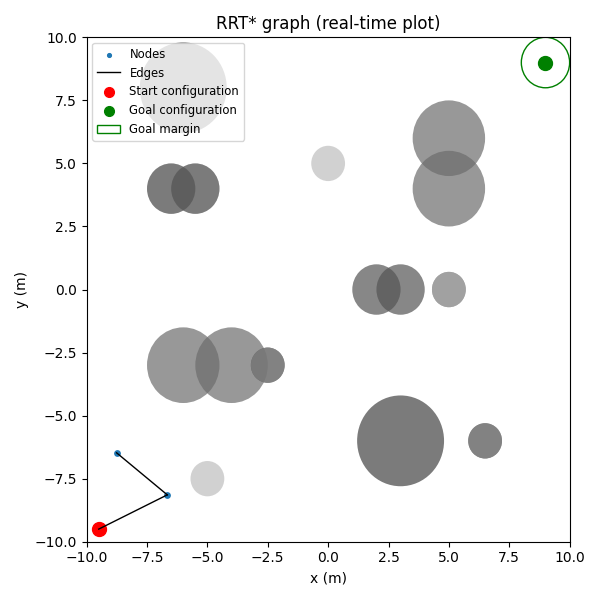 RRT* graph (real-time plot)
Nodes
Edges
Start configuration
Goal configuration
Goal margin
10.0
7.5
5.0
2.5
0.0
−2.5
−5.0
−7.5
−10.0
y (m)
−10.0 −7.5 −5.0 −2.5 0.0 2.5 5.0 7.5 10.0
x (m)